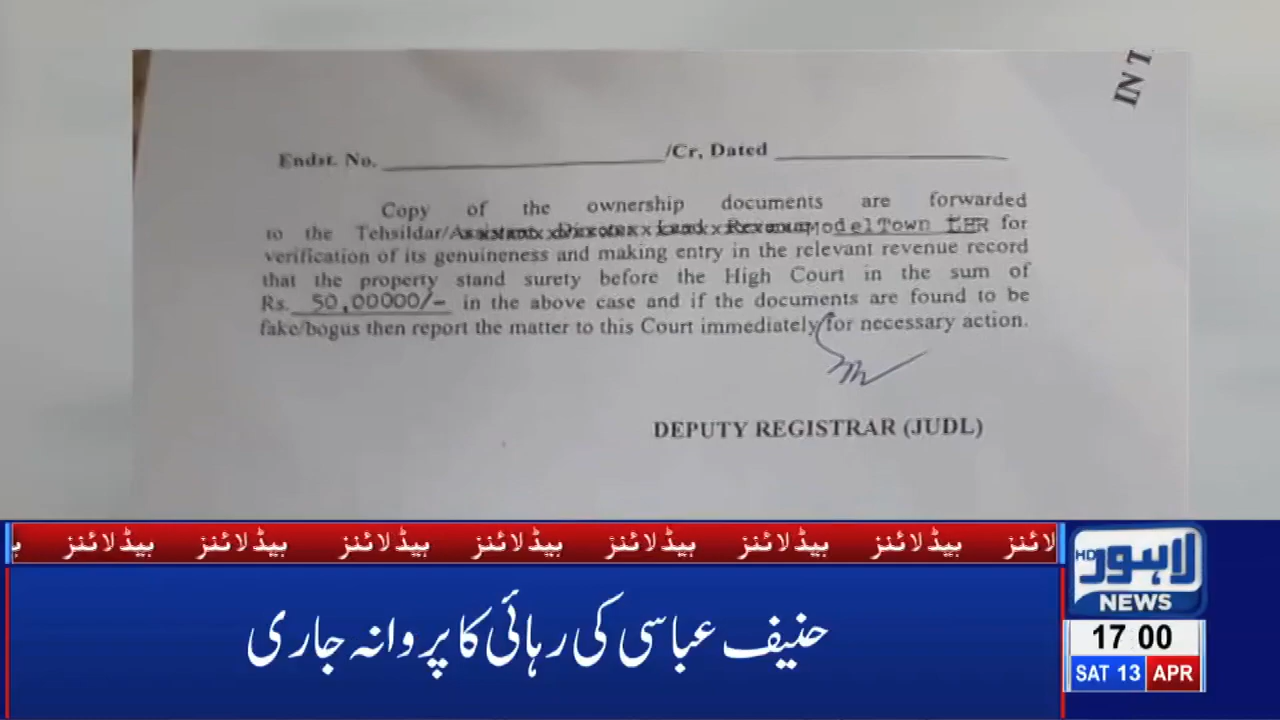 IN T
Endst. No. ____________________/Cr, Dated ____________________
Copy of the ownership documents are forwarded
to the Tehsildar/Assistant Director Land Revenue Model Town LHR for
verification of its genuineness and making entry in the relevant revenue record
that the property stand surety before the High Court in the sum of
Rs. 50,00000/- in the above case and if the documents are found to be
fake/bogus then report the matter to this Court immediately for necessary action.
DEPUTY REGISTRAR (JUDL)
ہیڈلائنز ہیڈلائنز ہیڈلائنز ہیڈلائنز ہیڈلائنز ہیڈلائنز ہیڈلائنز
حنیف عباسی کی رہائی کا پروانہ جاری
HD لاہور
NEWS
17 00
SAT 13 APR